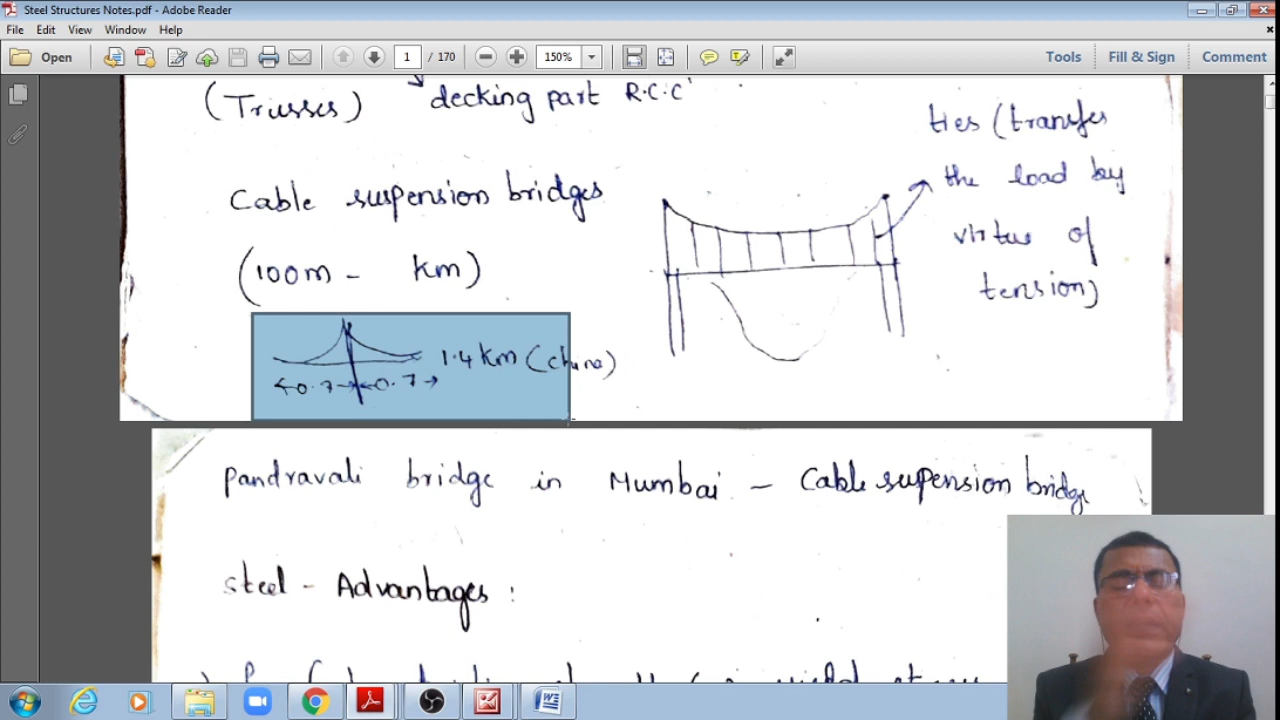 Steel Structures Notes.pdf - Adobe Reader
File Edit View Window Help
Open 1 / 170 150% Tools Fill & Sign Comment
(Trusses) decking part R.C.C
ties (transfer
the load by
virtue of
tension)
Cable suspension bridges
(100m - km)
1.4 km (china)
0.7 0.7
Pandravali bridge in Mumbai - Cable supension bridge
steel - Advantages :
yield